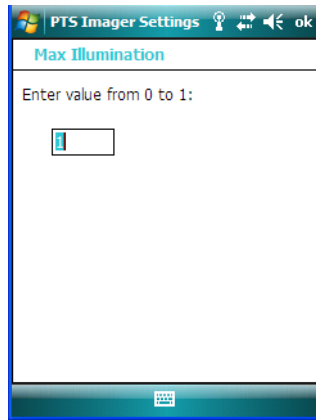 PTS Imager Settings ok
Max Illumination
Enter value from 0 to 1:
1